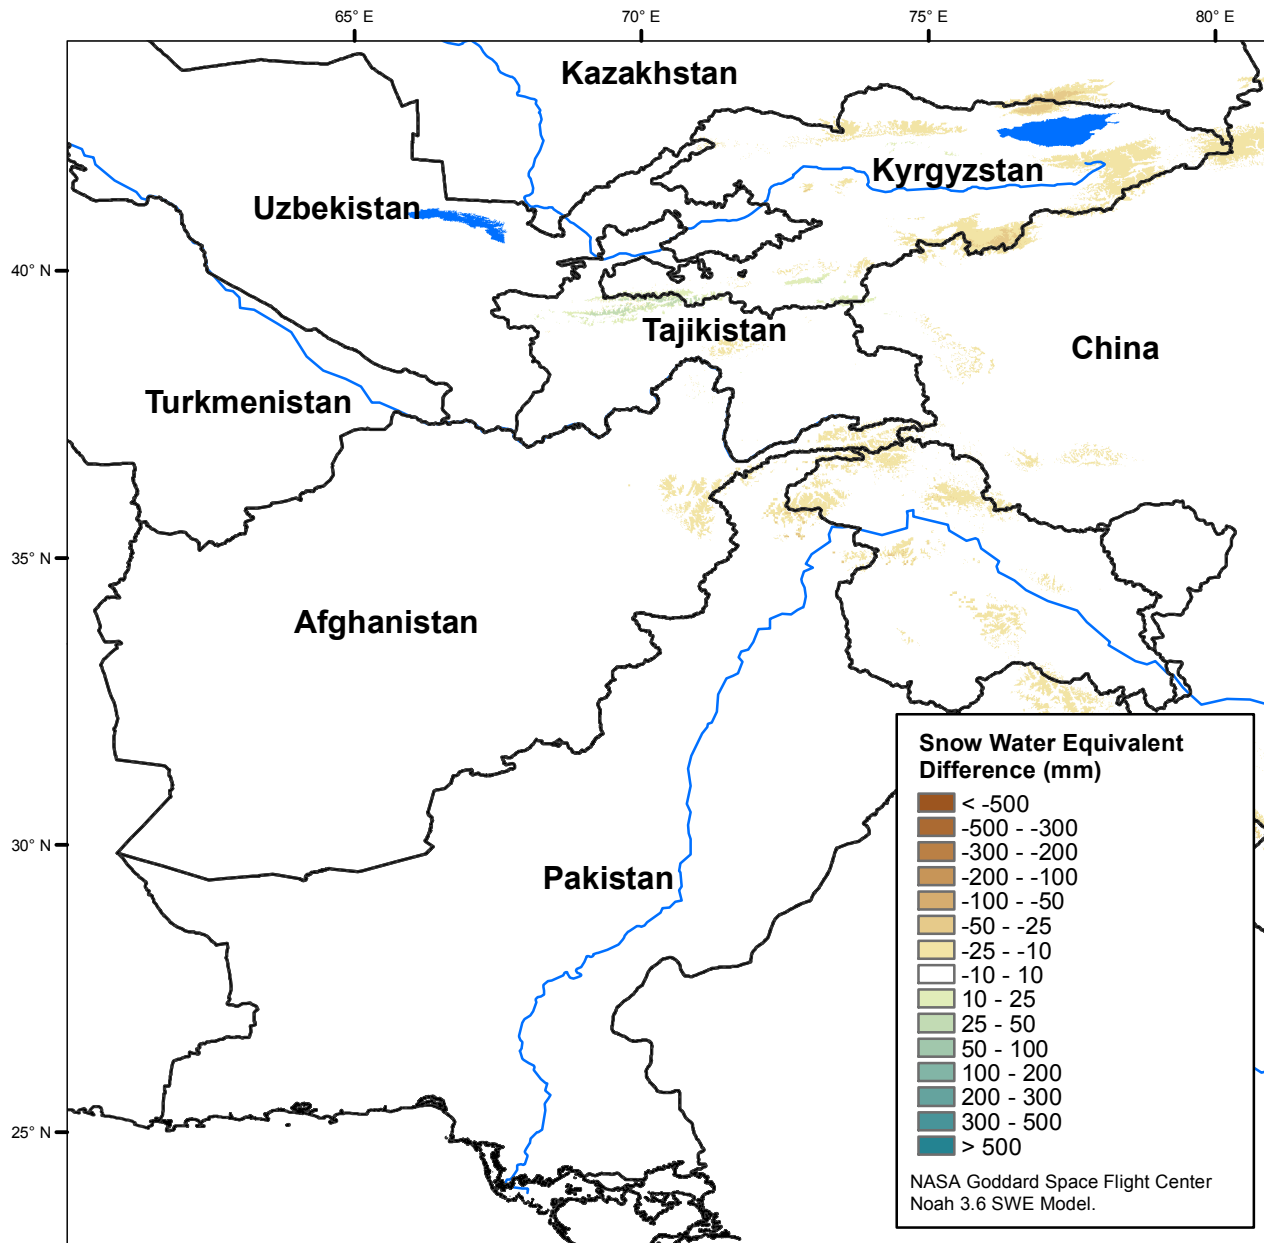 65° E
70° E
75° E
80° E
Kazakhstan
Kyrgyzstan
Uzbekistan
40° N
Tajikistan
China
Turkmenistan
35° N
Afghanistan
Snow Water Equivalent
Difference (mm)
< -500
-500 - -300
-300 - -200
-200 - -100
-100 - -50
-50 - -25
-25 - -10
-10 - 10
10 - 25
25 - 50
50 - 100
100 - 200
200 - 300
300 - 500
> 500
NASA Goddard Space Flight Center
Noah 3.6 SWE Model.
30° N
Pakistan
25° N